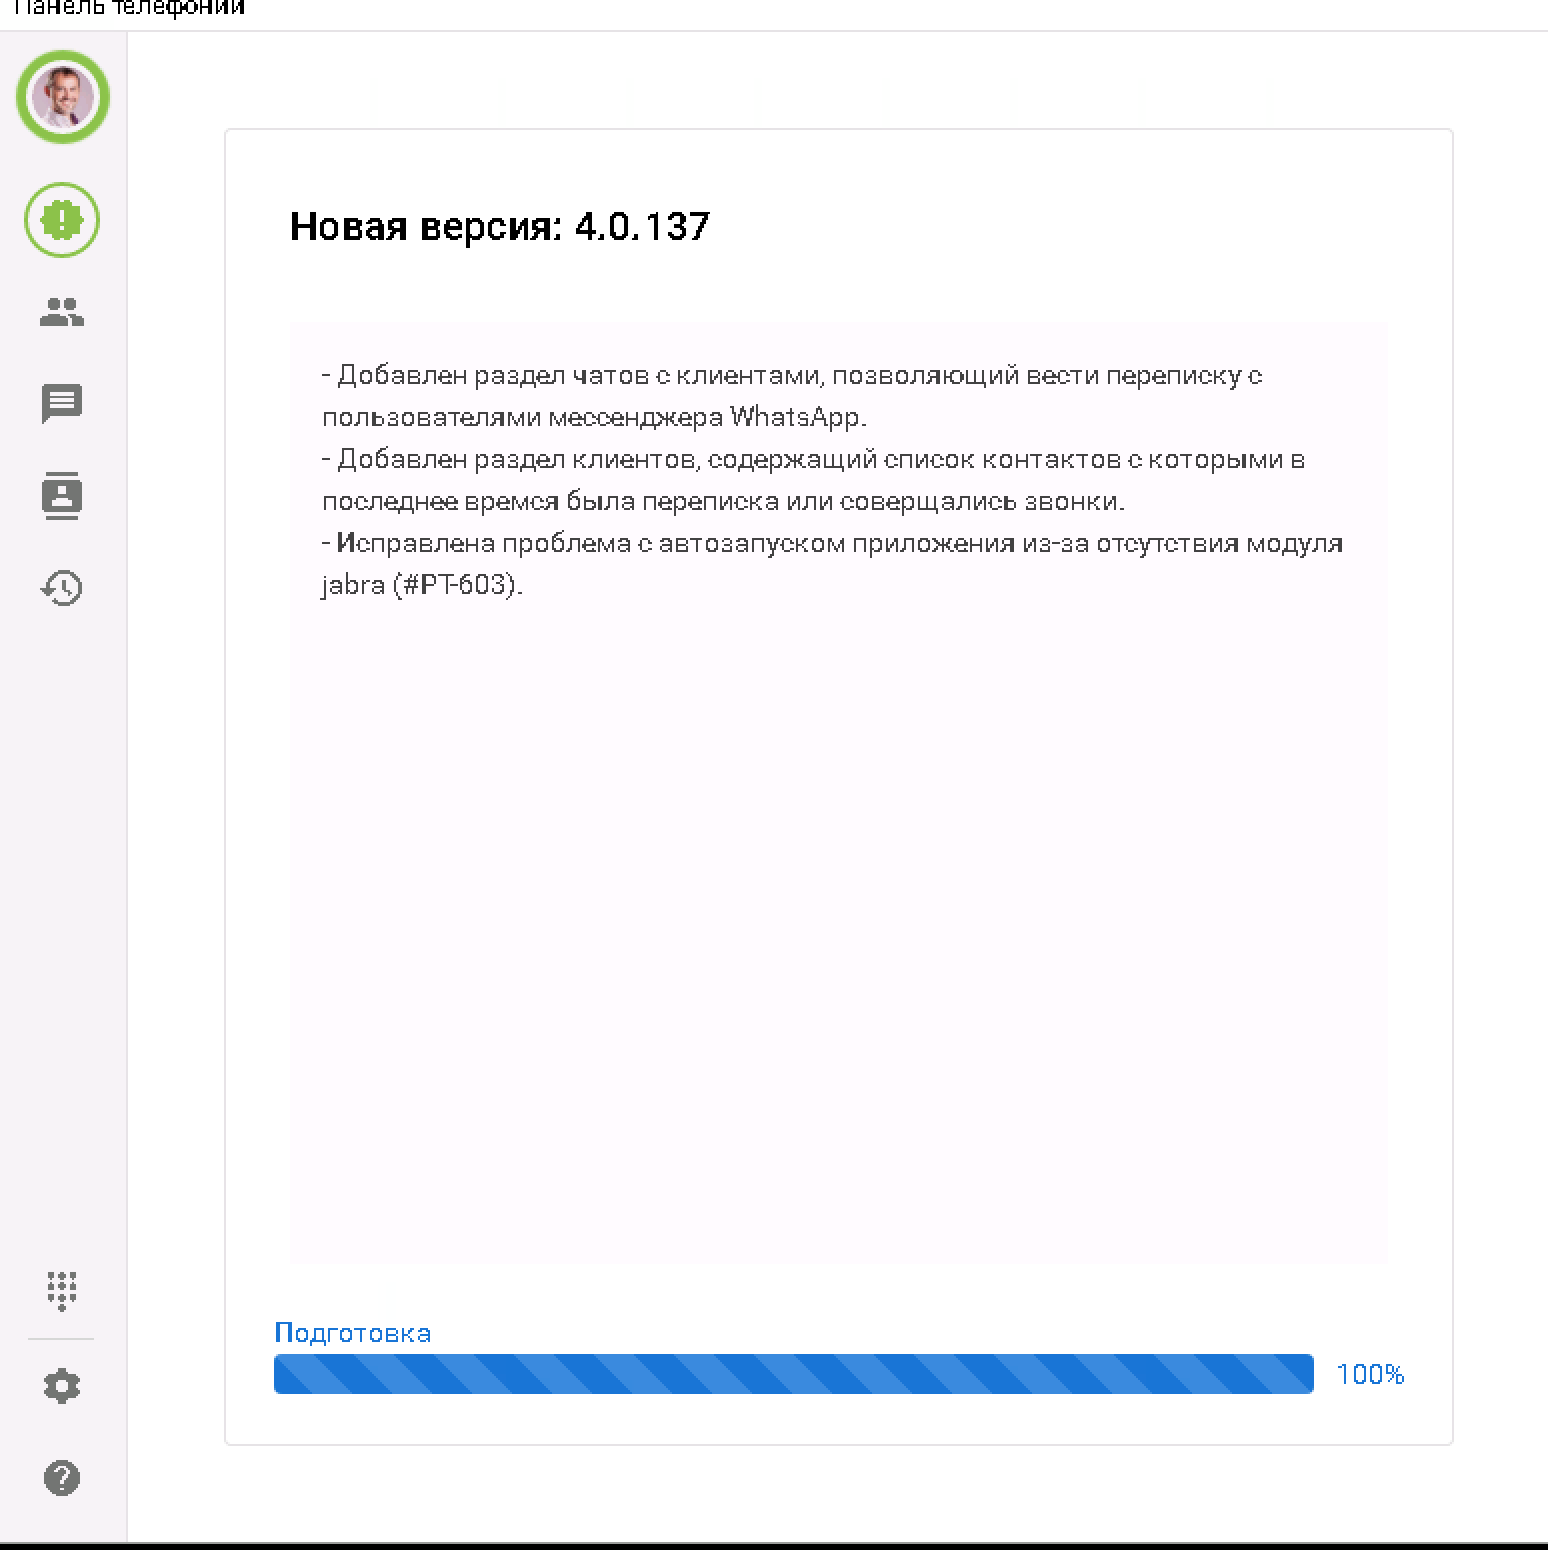 Панель телефонии
Новая версия: 4.0.137
- Добавлен раздел чатов с клиентами, позволяющий вести переписку с
пользователями мессенджера WhatsApp.
- Добавлен раздел клиентов, содержащий список контактов с которыми в
последнее времся была переписка или соверщались звонки.
- Исправлена проблема с автозапуском приложения из-за отсутствия модуля
jabra (#PT-603).
Подготовка
100%